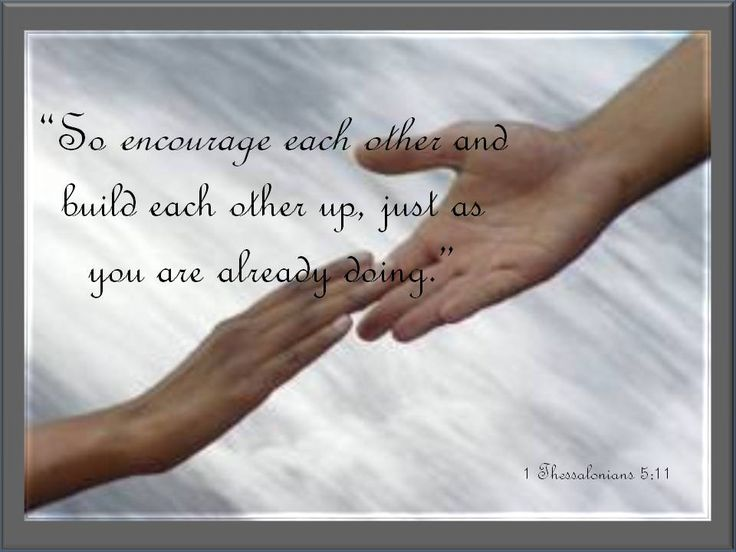 “So encourage each other and
build each other up, just as
you are already doing.”
1 Thessalonians 5:11